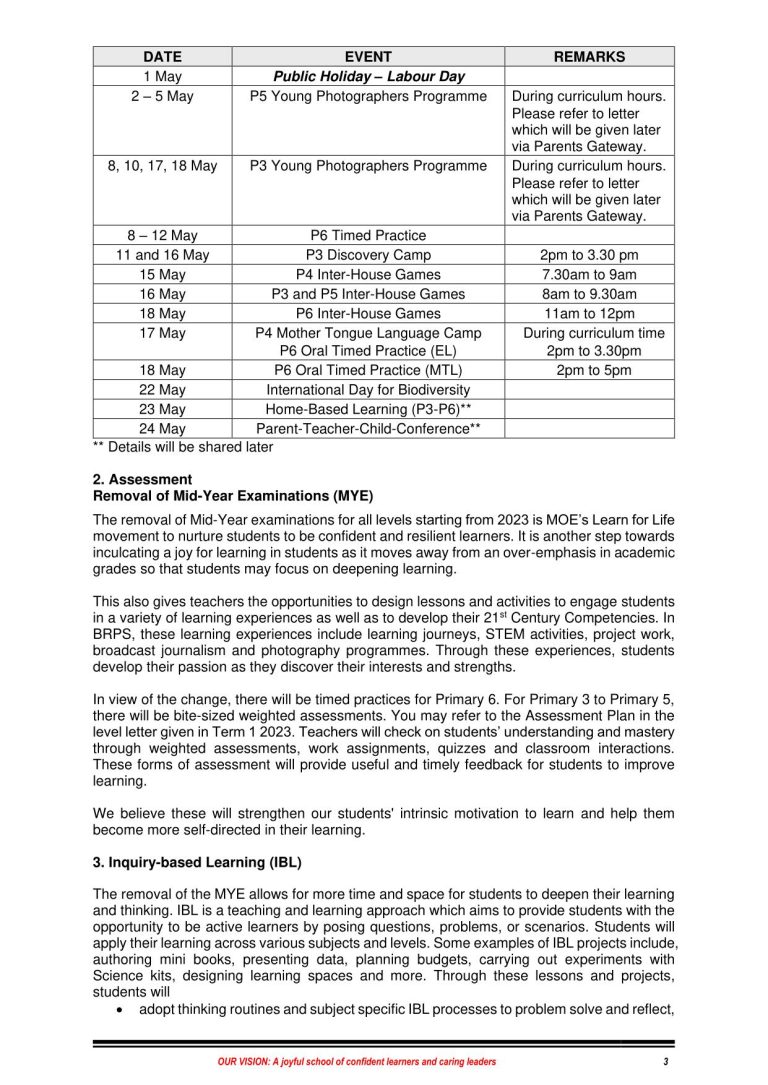 DATE EVENT REMARKS
1 May Public Holiday – Labour Day
2 – 5 May P5 Young Photographers Programme During curriculum hours.
Please refer to letter
which will be given later
via Parents Gateway.
8, 10, 17, 18 May P3 Young Photographers Programme During curriculum hours.
Please refer to letter
which will be given later
via Parents Gateway.
8 – 12 May P6 Timed Practice
11 and 16 May P3 Discovery Camp 2pm to 3.30 pm
15 May P4 Inter-House Games 7.30am to 9am
16 May P3 and P5 Inter-House Games 8am to 9.30am
18 May P6 Inter-House Games 11am to 12pm
17 May P4 Mother Tongue Language Camp During curriculum time
P6 Oral Timed Practice (EL) 2pm to 3.30pm
18 May P6 Oral Timed Practice (MTL) 2pm to 5pm
22 May International Day for Biodiversity
23 May Home-Based Learning (P3-P6)**
24 May Parent-Teacher-Child-Conference**
** Details will be shared later
2. Assessment
Removal of Mid-Year Examinations (MYE)
The removal of Mid-Year examinations for all levels starting from 2023 is MOE’s Learn for Life
movement to nurture students to be confident and resilient learners. It is another step towards
inculcating a joy for learning in students as it moves away from an over-emphasis in academic
grades so that students may focus on deepening learning.
This also gives teachers the opportunities to design lessons and activities to engage students
in a variety of learning experiences as well as to develop their 21st Century Competencies. In
BRPS, these learning experiences include learning journeys, STEM activities, project work,
broadcast journalism and photography programmes. Through these experiences, students
develop their passion as they discover their interests and strengths.
In view of the change, there will be timed practices for Primary 6. For Primary 3 to Primary 5,
there will be bite-sized weighted assessments. You may refer to the Assessment Plan in the
level letter given in Term 1 2023. Teachers will check on students’ understanding and mastery
through weighted assessments, work assignments, quizzes and classroom interactions.
These forms of assessment will provide useful and timely feedback for students to improve
learning.
We believe these will strengthen our students' intrinsic motivation to learn and help them
become more self-directed in their learning.
3. Inquiry-based Learning (IBL)
The removal of the MYE allows for more time and space for students to deepen their learning
and thinking. IBL is a teaching and learning approach which aims to provide students with the
opportunity to be active learners by posing questions, problems, or scenarios. Students will
apply their learning across various subjects and levels. Some examples of IBL projects include,
authoring mini books, presenting data, planning budgets, carrying out experiments with
Science kits, designing learning spaces and more. Through these lessons and projects,
students will
• adopt thinking routines and subject specific IBL processes to problem solve and reflect,
OUR VISION: A joyful school of confident learners and caring leaders 3